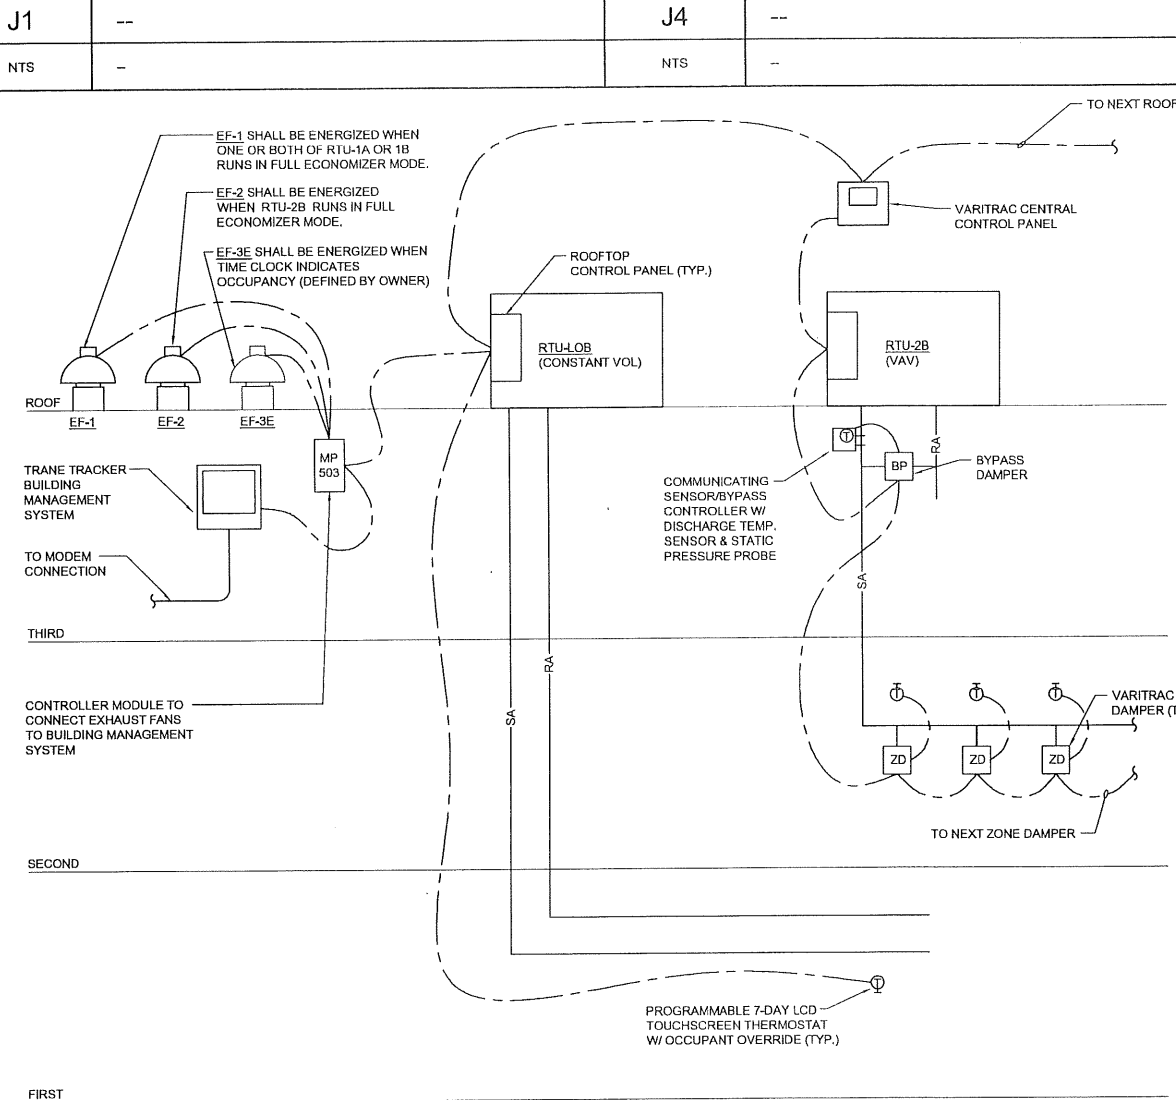 J1
--
J4
--
NTS
-
NTS
--
TO NEXT ROOF
EF-1 SHALL BE ENERGIZED WHEN
ONE OR BOTH OF RTU-1A OR 1B
RUNS IN FULL ECONOMIZER MODE.
EF-2 SHALL BE ENERGIZED
WHEN RTU-2B RUNS IN FULL
ECONOMIZER MODE.
EF-3E SHALL BE ENERGIZED WHEN
TIME CLOCK INDICATES
OCCUPANCY (DEFINED BY OWNER)
VARITRAC CENTRAL
CONTROL PANEL
ROOFTOP
CONTROL PANEL (TYP.)
RTU-LOB
(CONSTANT VOL)
RTU-2B
(VAV)
ROOF
EF-1
EF-2
EF-3E
MP
503
TRANE TRACKER
BUILDING
MANAGEMENT
SYSTEM
TO MODEM
CONNECTION
T
BP
RA
BYPASS
DAMPER
COMMUNICATING
SENSOR/BYPASS
CONTROLLER W/
DISCHARGE TEMP.
SENSOR & STATIC
PRESSURE PROBE
SA
THIRD
RA
SA
CONTROLLER MODULE TO
CONNECT EXHAUST FANS
TO BUILDING MANAGEMENT
SYSTEM
T
T
T
VARITRAC
DAMPER (T
ZD
ZD
ZD
TO NEXT ZONE DAMPER
SECOND
T
PROGRAMMABLE 7-DAY LCD
TOUCHSCREEN THERMOSTAT
W/ OCCUPANT OVERRIDE (TYP.)
FIRST